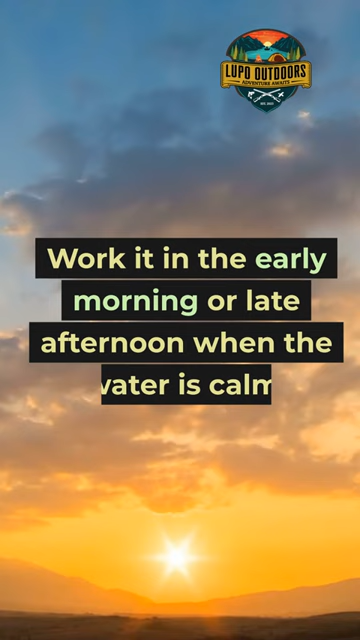 LUPO OUTDOORS
ADVENTURE AWAITS
Work it in the early
morning or late
afternoon when the
water is calm